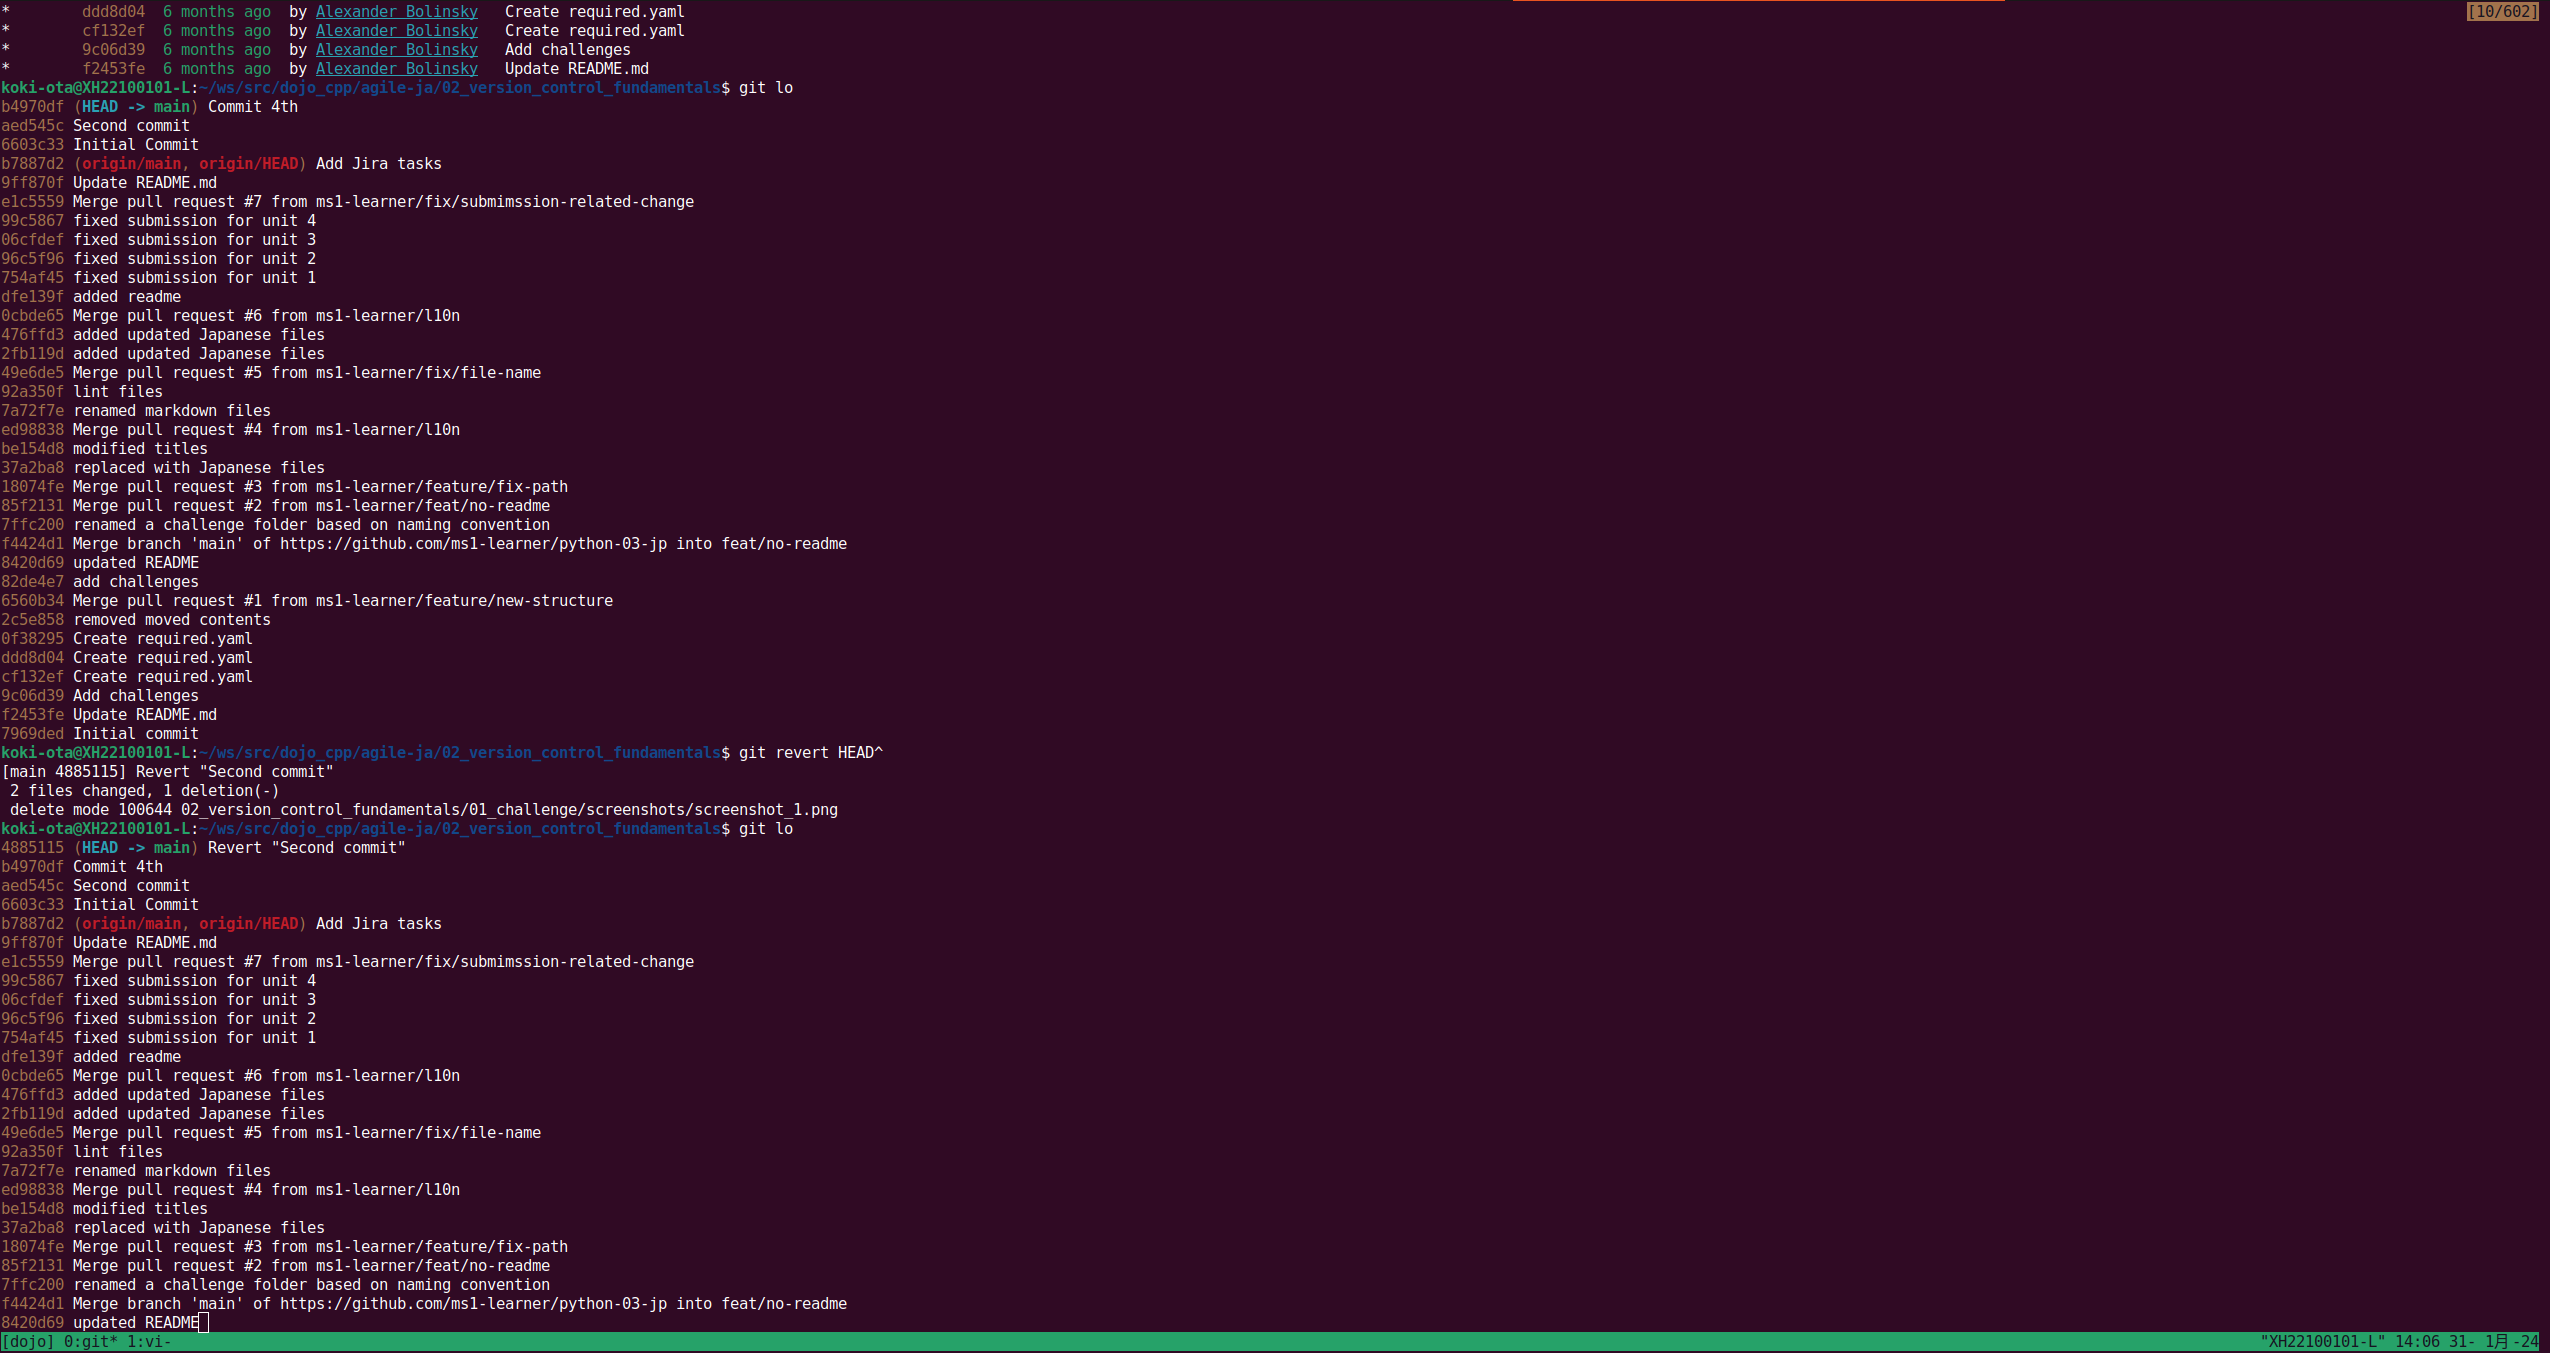 *        ddd8d04  6 months ago  by Alexander Bolinsky   Create required.yaml [10/602]
*        cf132ef  6 months ago  by Alexander Bolinsky   Create required.yaml
*        9c06d39  6 months ago  by Alexander Bolinsky   Add challenges
*        f2453fe  6 months ago  by Alexander Bolinsky   Update README.md
koki-ota@XH22100101-L:~/ws/src/dojo_cpp/agile-ja/02_version_control_fundamentals$ git lo
b4970df (HEAD -> main) Commit 4th
aed545c Second commit
6603c33 Initial Commit
b7887d2 (origin/main, origin/HEAD) Add Jira tasks
9ff870f Update README.md
e1c5559 Merge pull request #7 from ms1-learner/fix/submimssion-related-change
99c5867 fixed submission for unit 4
06cfdef fixed submission for unit 3
96c5f96 fixed submission for unit 2
754af45 fixed submission for unit 1
dfe139f added readme
0cbde65 Merge pull request #6 from ms1-learner/l10n
476ffd3 added updated Japanese files
2fb119d added updated Japanese files
49e6de5 Merge pull request #5 from ms1-learner/fix/file-name
92a350f lint files
7a72f7e renamed markdown files
ed98838 Merge pull request #4 from ms1-learner/l10n
be154d8 modified titles
37a2ba8 replaced with Japanese files
18074fe Merge pull request #3 from ms1-learner/feature/fix-path
85f2131 Merge pull request #2 from ms1-learner/feat/no-readme
7ffc200 renamed a challenge folder based on naming convention
f4424d1 Merge branch 'main' of https://github.com/ms1-learner/python-03-jp into feat/no-readme
8420d69 updated README
82de4e7 add challenges
6560b34 Merge pull request #1 from ms1-learner/feature/new-structure
2c5e858 removed moved contents
0f38295 Create required.yaml
ddd8d04 Create required.yaml
cf132ef Create required.yaml
9c06d39 Add challenges
f2453fe Update README.md
7969ded Initial commit
koki-ota@XH22100101-L:~/ws/src/dojo_cpp/agile-ja/02_version_control_fundamentals$ git revert HEAD^
[main 4885115] Revert "Second commit"
 2 files changed, 1 deletion(-)
 delete mode 100644 02_version_control_fundamentals/01_challenge/screenshots/screenshot_1.png
koki-ota@XH22100101-L:~/ws/src/dojo_cpp/agile-ja/02_version_control_fundamentals$ git lo
4885115 (HEAD -> main) Revert "Second commit"
b4970df Commit 4th
aed545c Second commit
6603c33 Initial Commit
b7887d2 (origin/main, origin/HEAD) Add Jira tasks
9ff870f Update README.md
e1c5559 Merge pull request #7 from ms1-learner/fix/submimssion-related-change
99c5867 fixed submission for unit 4
06cfdef fixed submission for unit 3
96c5f96 fixed submission for unit 2
754af45 fixed submission for unit 1
dfe139f added readme
0cbde65 Merge pull request #6 from ms1-learner/l10n
476ffd3 added updated Japanese files
2fb119d added updated Japanese files
49e6de5 Merge pull request #5 from ms1-learner/fix/file-name
92a350f lint files
7a72f7e renamed markdown files
ed98838 Merge pull request #4 from ms1-learner/l10n
be154d8 modified titles
37a2ba8 replaced with Japanese files
18074fe Merge pull request #3 from ms1-learner/feature/fix-path
85f2131 Merge pull request #2 from ms1-learner/feat/no-readme
7ffc200 renamed a challenge folder based on naming convention
f4424d1 Merge branch 'main' of https://github.com/ms1-learner/python-03-jp into feat/no-readme
8420d69 updated README
[dojo] 0:git* 1:vi- "XH22100101-L" 14:06 31- 1月-24